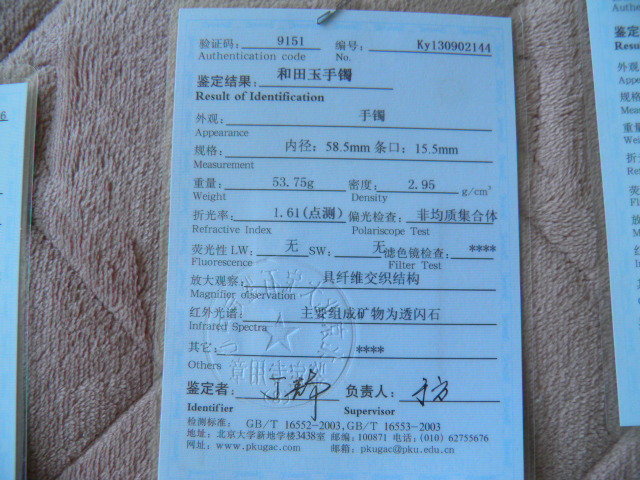 验证码: 9151 编号: Ky130902144
Authentication code No.
鉴定结果: 和田玉手镯
Result of Identification
外观: 手镯
Appearance
规格: 内径: 58.5mm 条口: 15.5mm
Measurement
重量: 53.75g 密度: 2.95 g/cm³
Weight Density
折光率: 1.61(点测) 偏光检查: 非均质集合体
Refractive Index Polariscope Test
荧光性 LW: 无 SW: 无 滤色镜检查: ****
Fluorescence Filter Test
放大观察: 具纤维交织结构
Magnifier observation
红外光谱: 主要组成矿物为透闪石
Infrared Spectra
其它: ****
Others
鉴定者: 负责人:
Identifier Supervisor
检测标准: GB/T 16552-2003,GB/T 16553-2003
地址: 北京大学新地学楼3438室 邮编: 100871 电话: (010) 62755676
网址: www.pkugac.com 邮箱: pkugac@pku.edu.cn